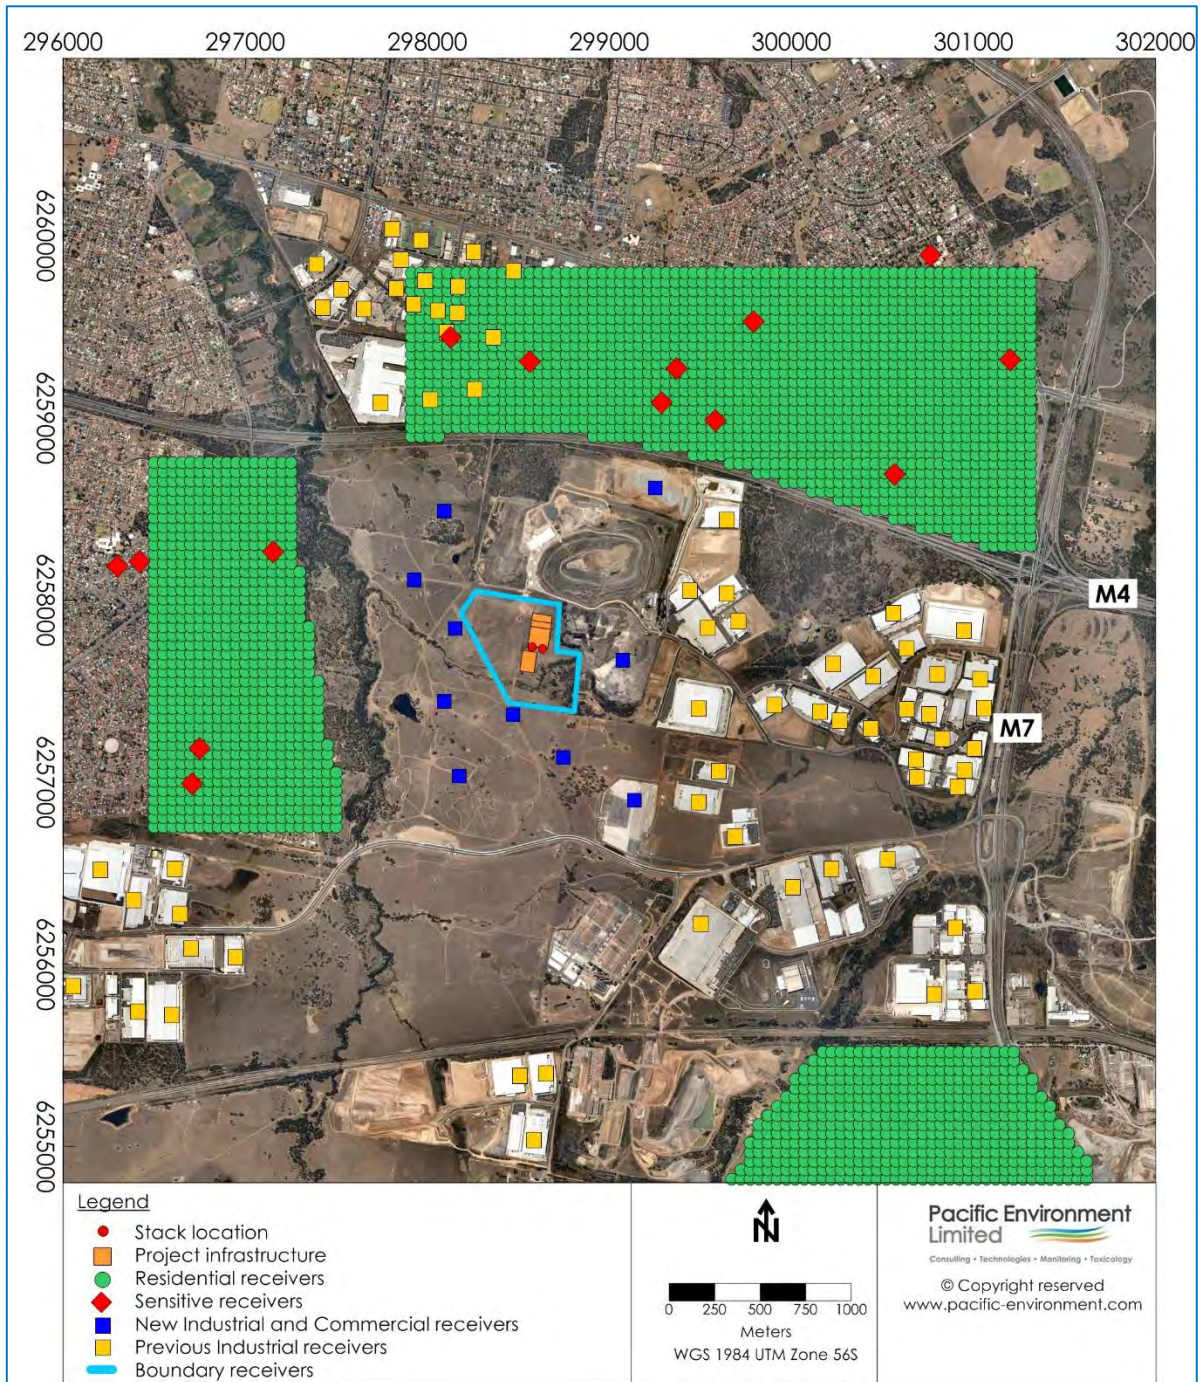 296000 297000 298000 299000 300000 301000 302000
6260000
6259000
6258000
6257000
6256000
6255000
M4
M7
Legend
Stack location
Project infrastructure
Residential receivers
Sensitive receivers
New Industrial and Commercial receivers
Previous Industrial receivers
Boundary receivers
N
0 250 500 750 1000
Meters
WGS 1984 UTM Zone 56S
Pacific Environment
Limited
Consulting • Technologies • Monitoring • Toxicology
© Copyright reserved
www.pacific-environment.com